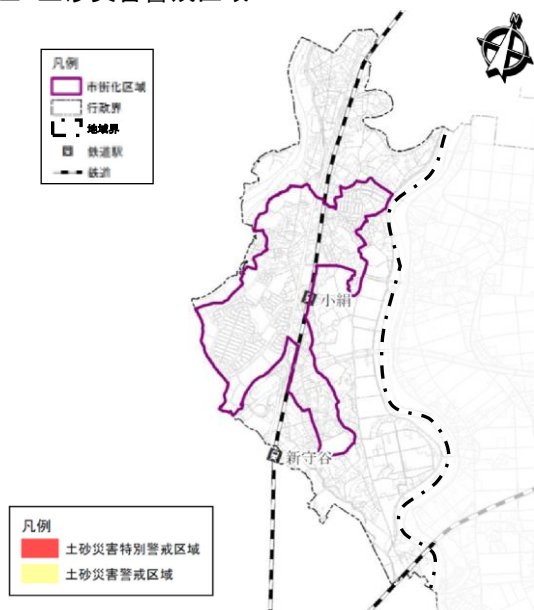 土砂災害警戒区域
N
凡例
市街化区域
行政界
地域界
鉄道駅
鉄道
小絹
新守谷
凡例
土砂災害特別警戒区域
土砂災害警戒区域